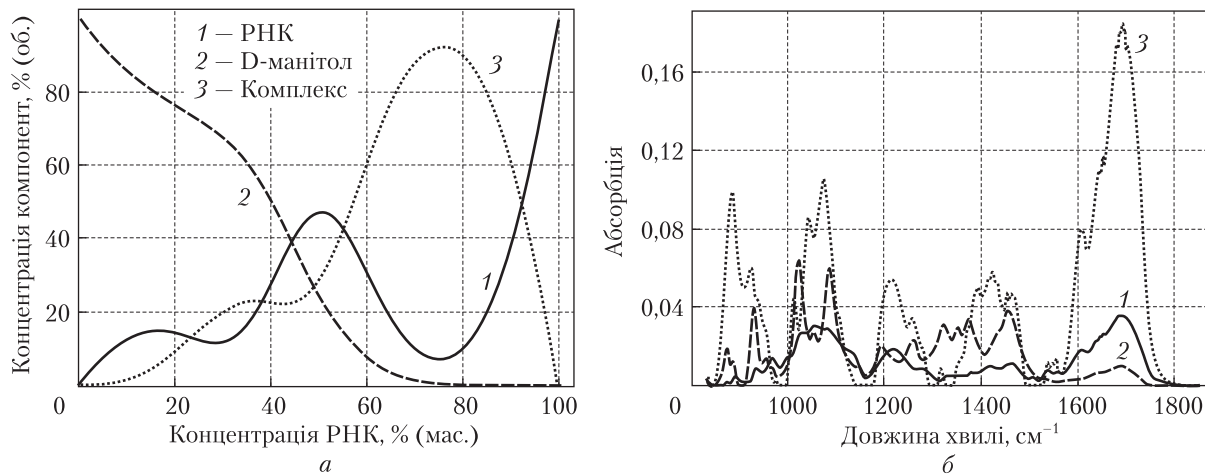 Концентрація компонент, % (об.)
80
60
40
20
0
20
40
60
80
100
1 — РНК
2 — D-манітол
3 — Комплекс
3
2
1
Концентрація РНК, % (мас.)
а
Абсорбція
0,16
0,12
0,08
0,04
0
1000
1200
1400
1600
1800
3
1
2
Довжина хвилі, см⁻¹
б